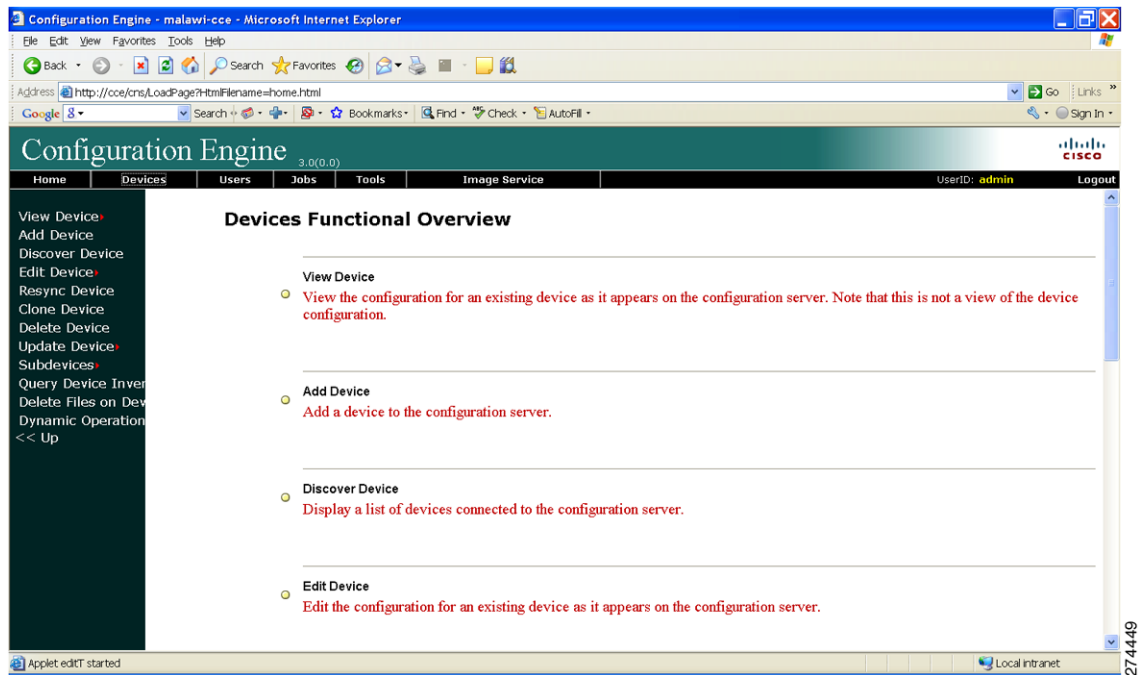 Configuration Engine - malawi-cce - Microsoft Internet Explorer
File Edit View Favorites Tools Help
Back Search Favorites
Address http://cce/cns/LoadPage?HtmlFilename=home.html Go Links »
Google Search Bookmarks Find Check AutoFill Sign In
Configuration Engine 3.0(0.0)
CISCO
Home Devices Users Jobs Tools Image Service UserID: admin Logout
View Device
Add Device
Discover Device
Edit Device
Resync Device
Clone Device
Delete Device
Update Device
Subdevices
Query Device Inver
Delete Files on Dev
Dynamic Operation
<< Up
Devices Functional Overview
View Device
View the configuration for an existing device as it appears on the configuration server. Note that this is not a view of the device
configuration.
Add Device
Add a device to the configuration server.
Discover Device
Display a list of devices connected to the configuration server.
Edit Device
Edit the configuration for an existing device as it appears on the configuration server.
Applet editT started
Local intranet
274449